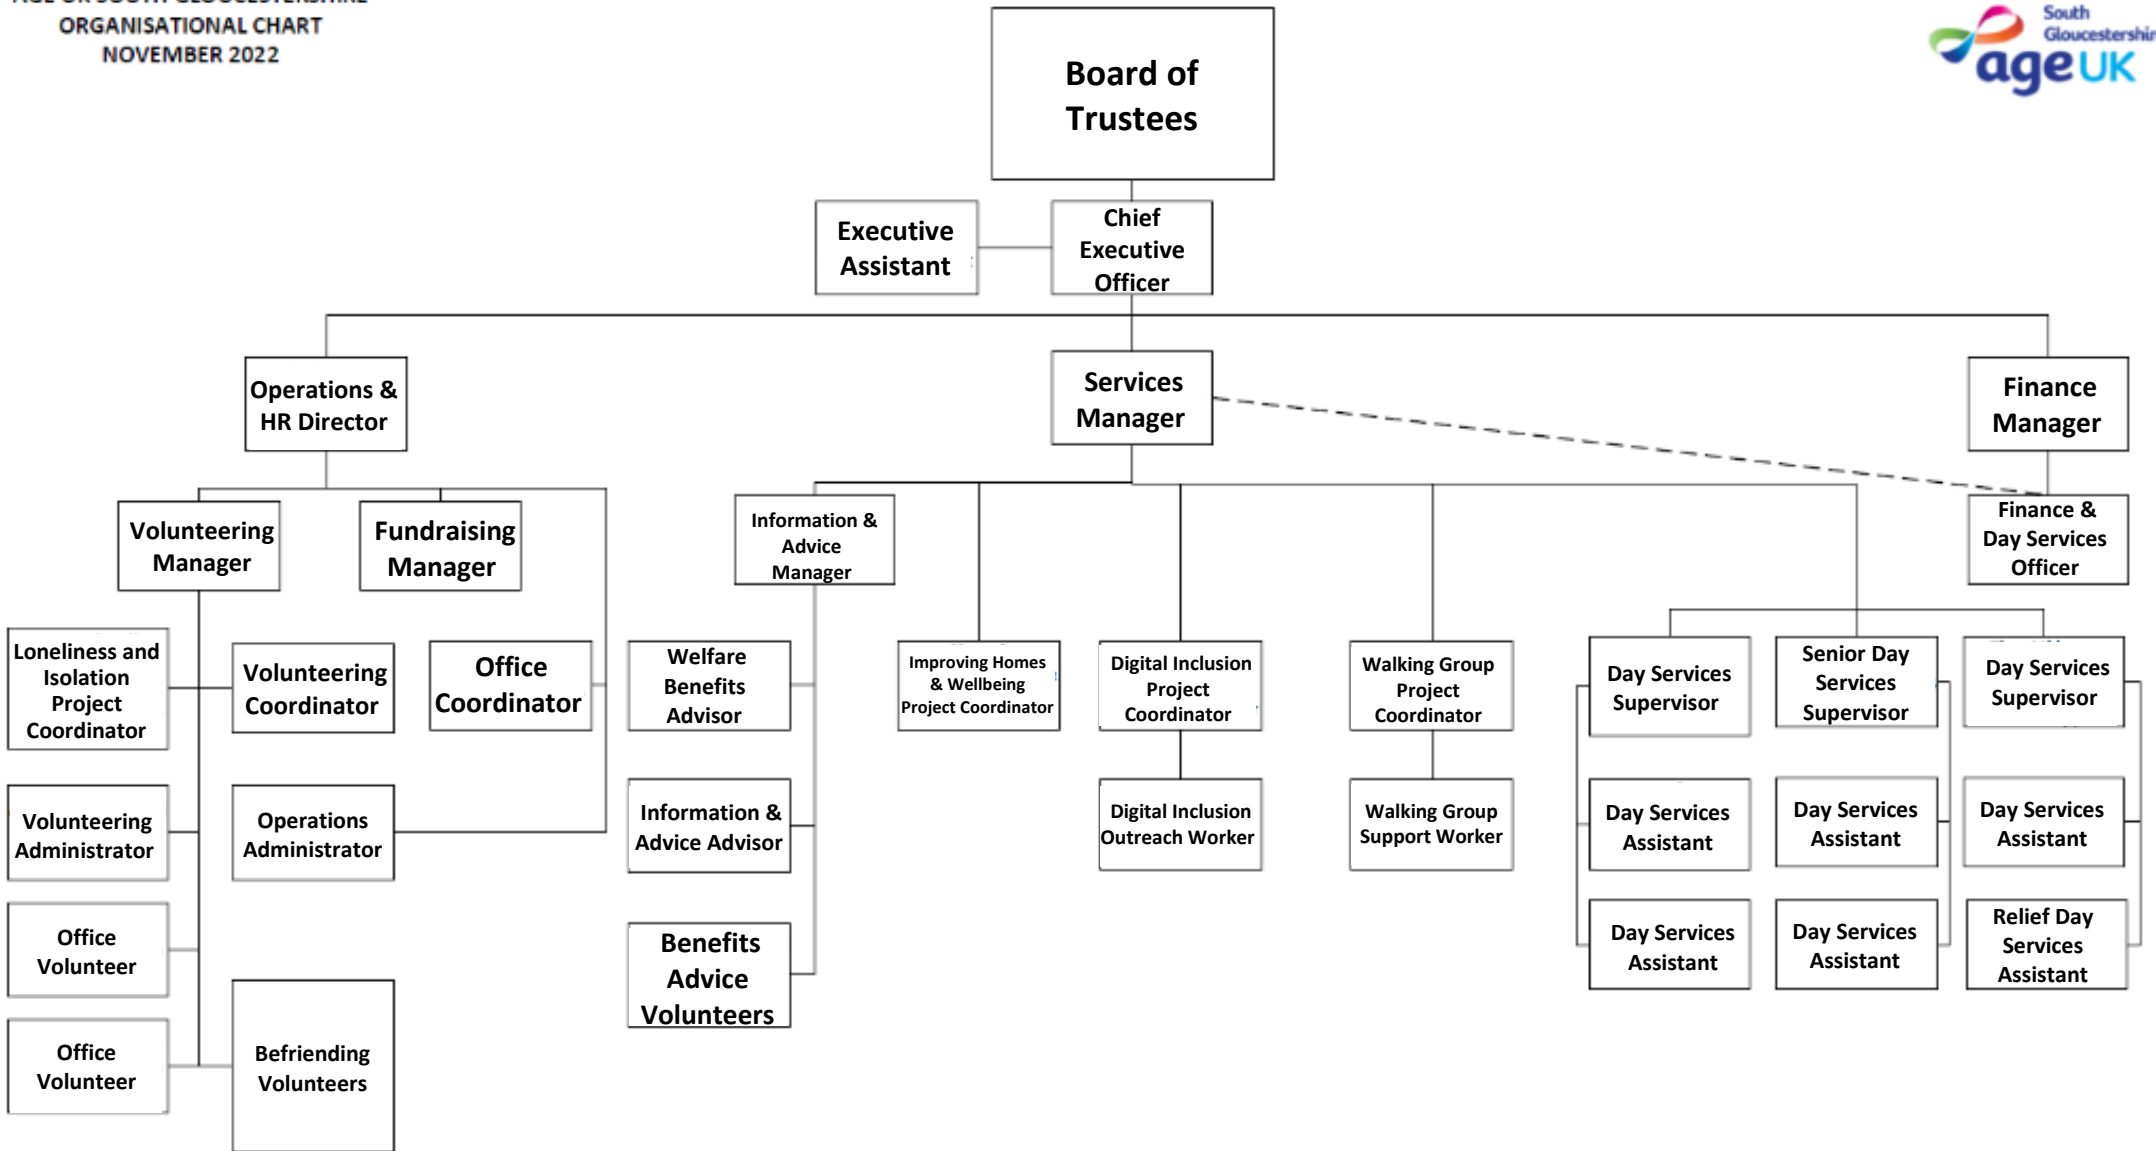 ORGANISATIONAL CHART
NOVEMBER 2022
South
Gloucestershir
age UK
Board of
Trustees
Executive
Assistant
Chief
Executive
Officer
Operations &
HR Director
Services
Manager
Finance
Manager
Volunteering
Manager
Fundraising
Manager
Information &
Advice
Manager
Finance &
Day Services
Officer
Loneliness and
Isolation
Project
Coordinator
Volunteering
Coordinator
Office
Coordinator
Welfare
Benefits
Advisor
Improving Homes
& Wellbeing
Project Coordinator
Digital Inclusion
Project
Coordinator
Walking Group
Project
Coordinator
Day Services
Supervisor
Senior Day
Services
Supervisor
Day Services
Supervisor
Volunteering
Administrator
Operations
Administrator
Information &
Advice Advisor
Digital Inclusion
Outreach Worker
Walking Group
Support Worker
Day Services
Assistant
Day Services
Assistant
Day Services
Assistant
Office
Volunteer
Benefits
Advice
Volunteers
Day Services
Assistant
Day Services
Assistant
Relief Day
Services
Assistant
Office
Volunteer
Befriending
Volunteers